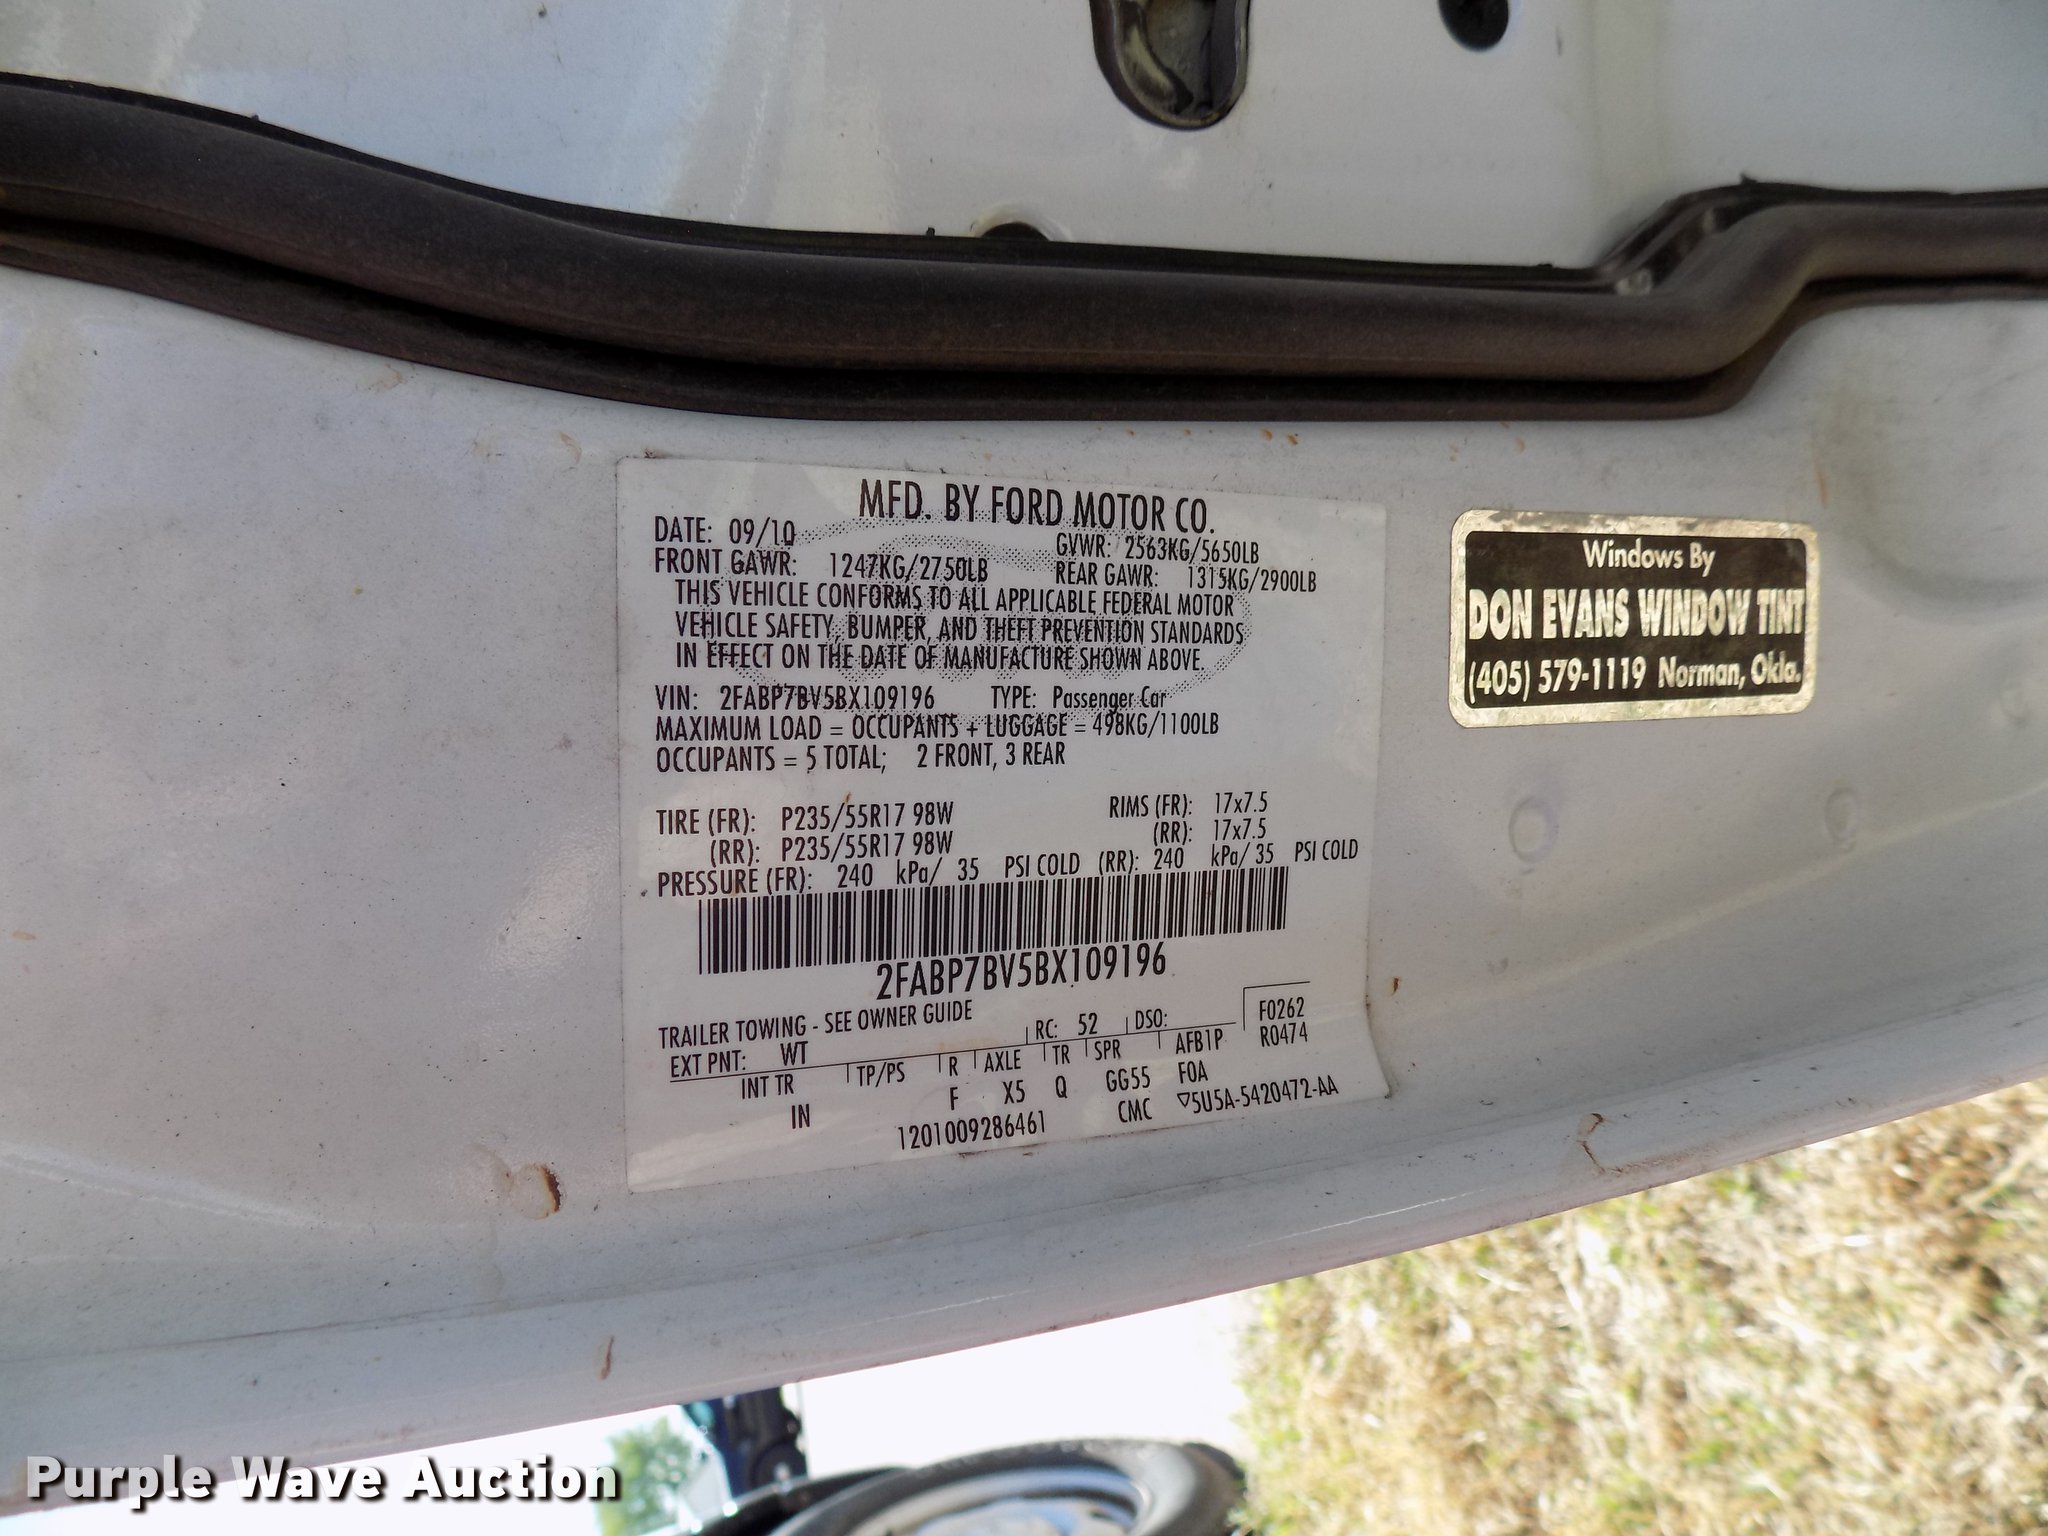 MFD. BY FORD MOTOR CO.
DATE: 09/10
GVWR: 2563KG/5650LB
FRONT GAWR: 1247KG/2750LB
REAR GAWR: 1315KG/2900LB
THIS VEHICLE CONFORMS TO ALL APPLICABLE FEDERAL MOTOR
VEHICLE SAFETY, BUMPER, AND THEFT PREVENTION STANDARDS
IN EFFECT ON THE DATE OF MANUFACTURE SHOWN ABOVE.
VIN: 2FABP7BV5BX109196 TYPE: Passenger Car
MAXIMUM LOAD = OCCUPANTS + LUGGAGE = 498KG/1100LB
OCCUPANTS = 5 TOTAL; 2 FRONT, 3 REAR
TIRE (FR): P235/55R17 98W RIMS (FR): 17x7.5
(RR): P235/55R17 98W (RR): 17x7.5
PRESSURE (FR): 240 kPa/ 35 PSI COLD (RR): 240 kPa/ 35 PSI COLD
2FABP7BV5BX109196
TRAILER TOWING - SEE OWNER GUIDE
F0262
EXT PNT: WT RC: 52 DSO: R0474
INT TR TP/PS R AXLE TR SPR AFB1P
IN F X5 Q GG55 FOA
1201009286461 CMC ▽5U5A-5420472-AA
Windows By
DON EVANS WINDOW TINT
(405) 579-1119 Norman, Okla.
Purple Wave Auction